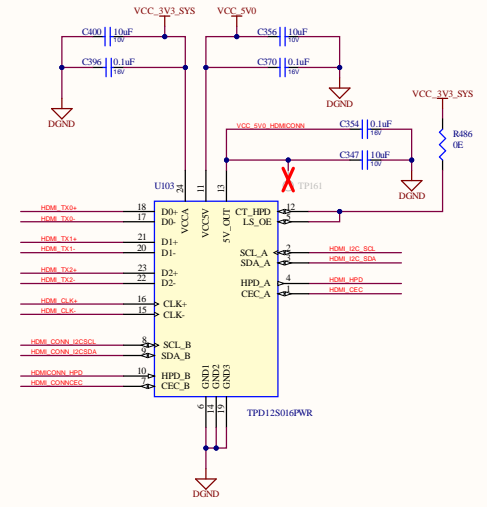 VCC_3V3_SYS
VCC_5V0
C400 10uF
10V
C356 10uF
10V
C396 0.1uF
16V
C370 0.1uF
16V
DGND
DGND
VCC_3V3_SYS
VCC_5V0_HDMICONN
C354 0.1uF
16V
R486
0E
C347 10uF
10V
TP161
DGND
U103
24
11
13
VCCA
VCC5V
5V_OUT
HDMI_TX0+ 18 D0+
HDMI_TX0- 17 D0-
CT_HPD 12
LS_OE
HDMI_TX1+ 21 D1+
HDMI_TX1- 20 D1-
SCL_A 2 HDMI_I2C_SCL
SDA_A 3 HDMI_I2C_SDA
HDMI_TX2+ 23 D2+
HDMI_TX2- 22 D2-
HPD_A 4 HDMI_HPD
CEC_A 1 HDMI_CEC
HDMI_CLK+ 16 CLK+
HDMI_CLK- 15 CLK-
HDMI_CONN_I2CSCL 8 SCL_B
HDMI_CONN_I2CSDA 9 SDA_B
HDMICONN_HPD 10 HPD_B
HDMI_CONNCEC 7 CEC_B
GND1
GND2
GND3
6
14
19
TPD12S016PWR
DGND